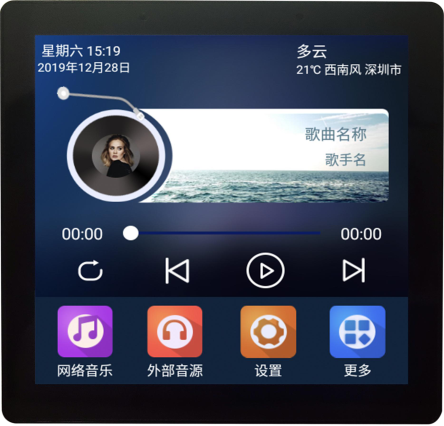 星期六 15:19
多云
2019年12月28日
21℃ 西南风 深圳市
歌曲名称
歌手名
00:00
00:00
网络音乐
外部音源
设置
更多